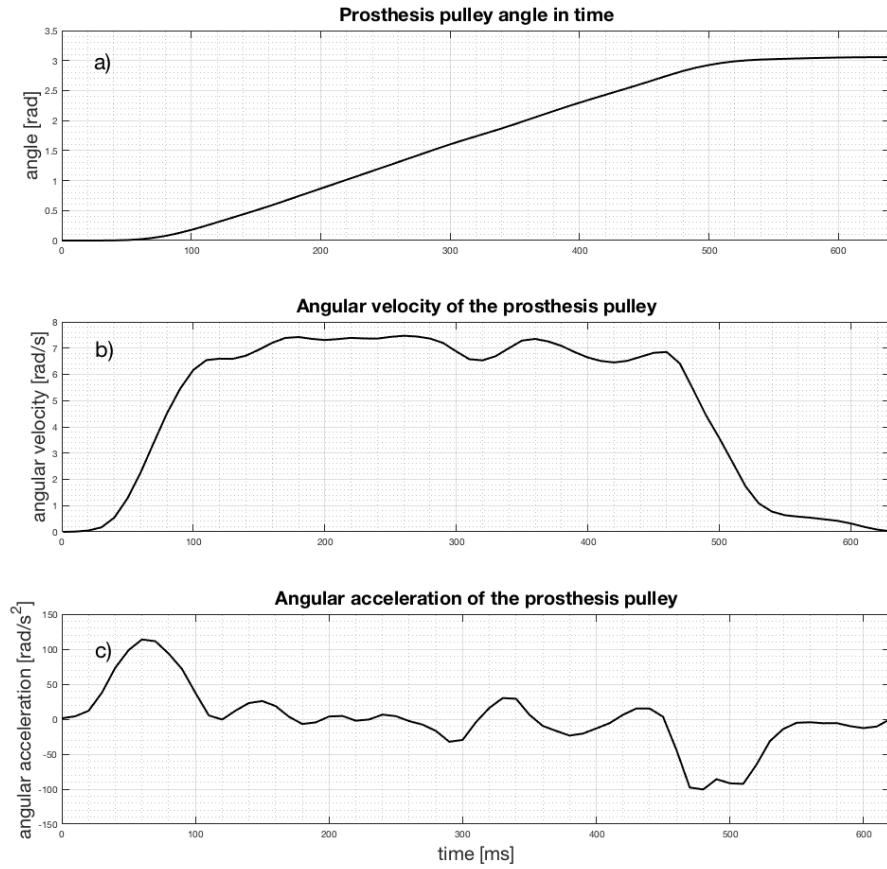 Prosthesis pulley angle in time
a)
angle [rad]
3.5
3
2.5
2
1.5
1
0.5
0
0 100 200 300 400 500 600
Angular velocity of the prosthesis pulley
b)
angular velocity [rad/s]
8
7
6
5
4
3
2
1
0
0 100 200 300 400 500 600
Angular acceleration of the prosthesis pulley
c)
angular acceleration [rad/s²]
150
100
50
0
-50
-100
-150
0 100 200 300 400 500 600
time [ms]